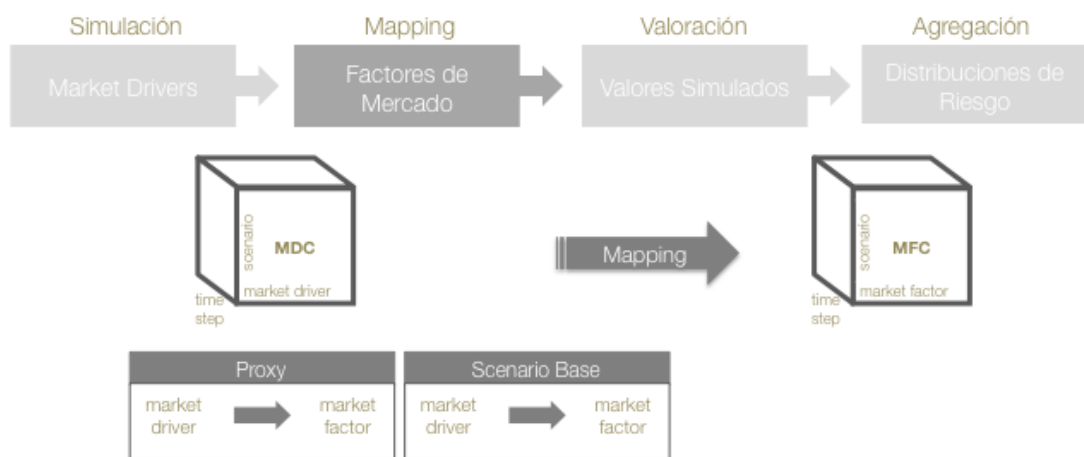 Simulación
Mapping
Valoración
Agregación
Market Drivers
Factores de
Mercado
Valores Simulados
Distribuciones de
Riesgo
scenario
MDC
market driver
time
step
Mapping
scenario
MFC
market factor
time
step
Proxy
Scenario Base
market
driver
market
factor
market
driver
market
factor